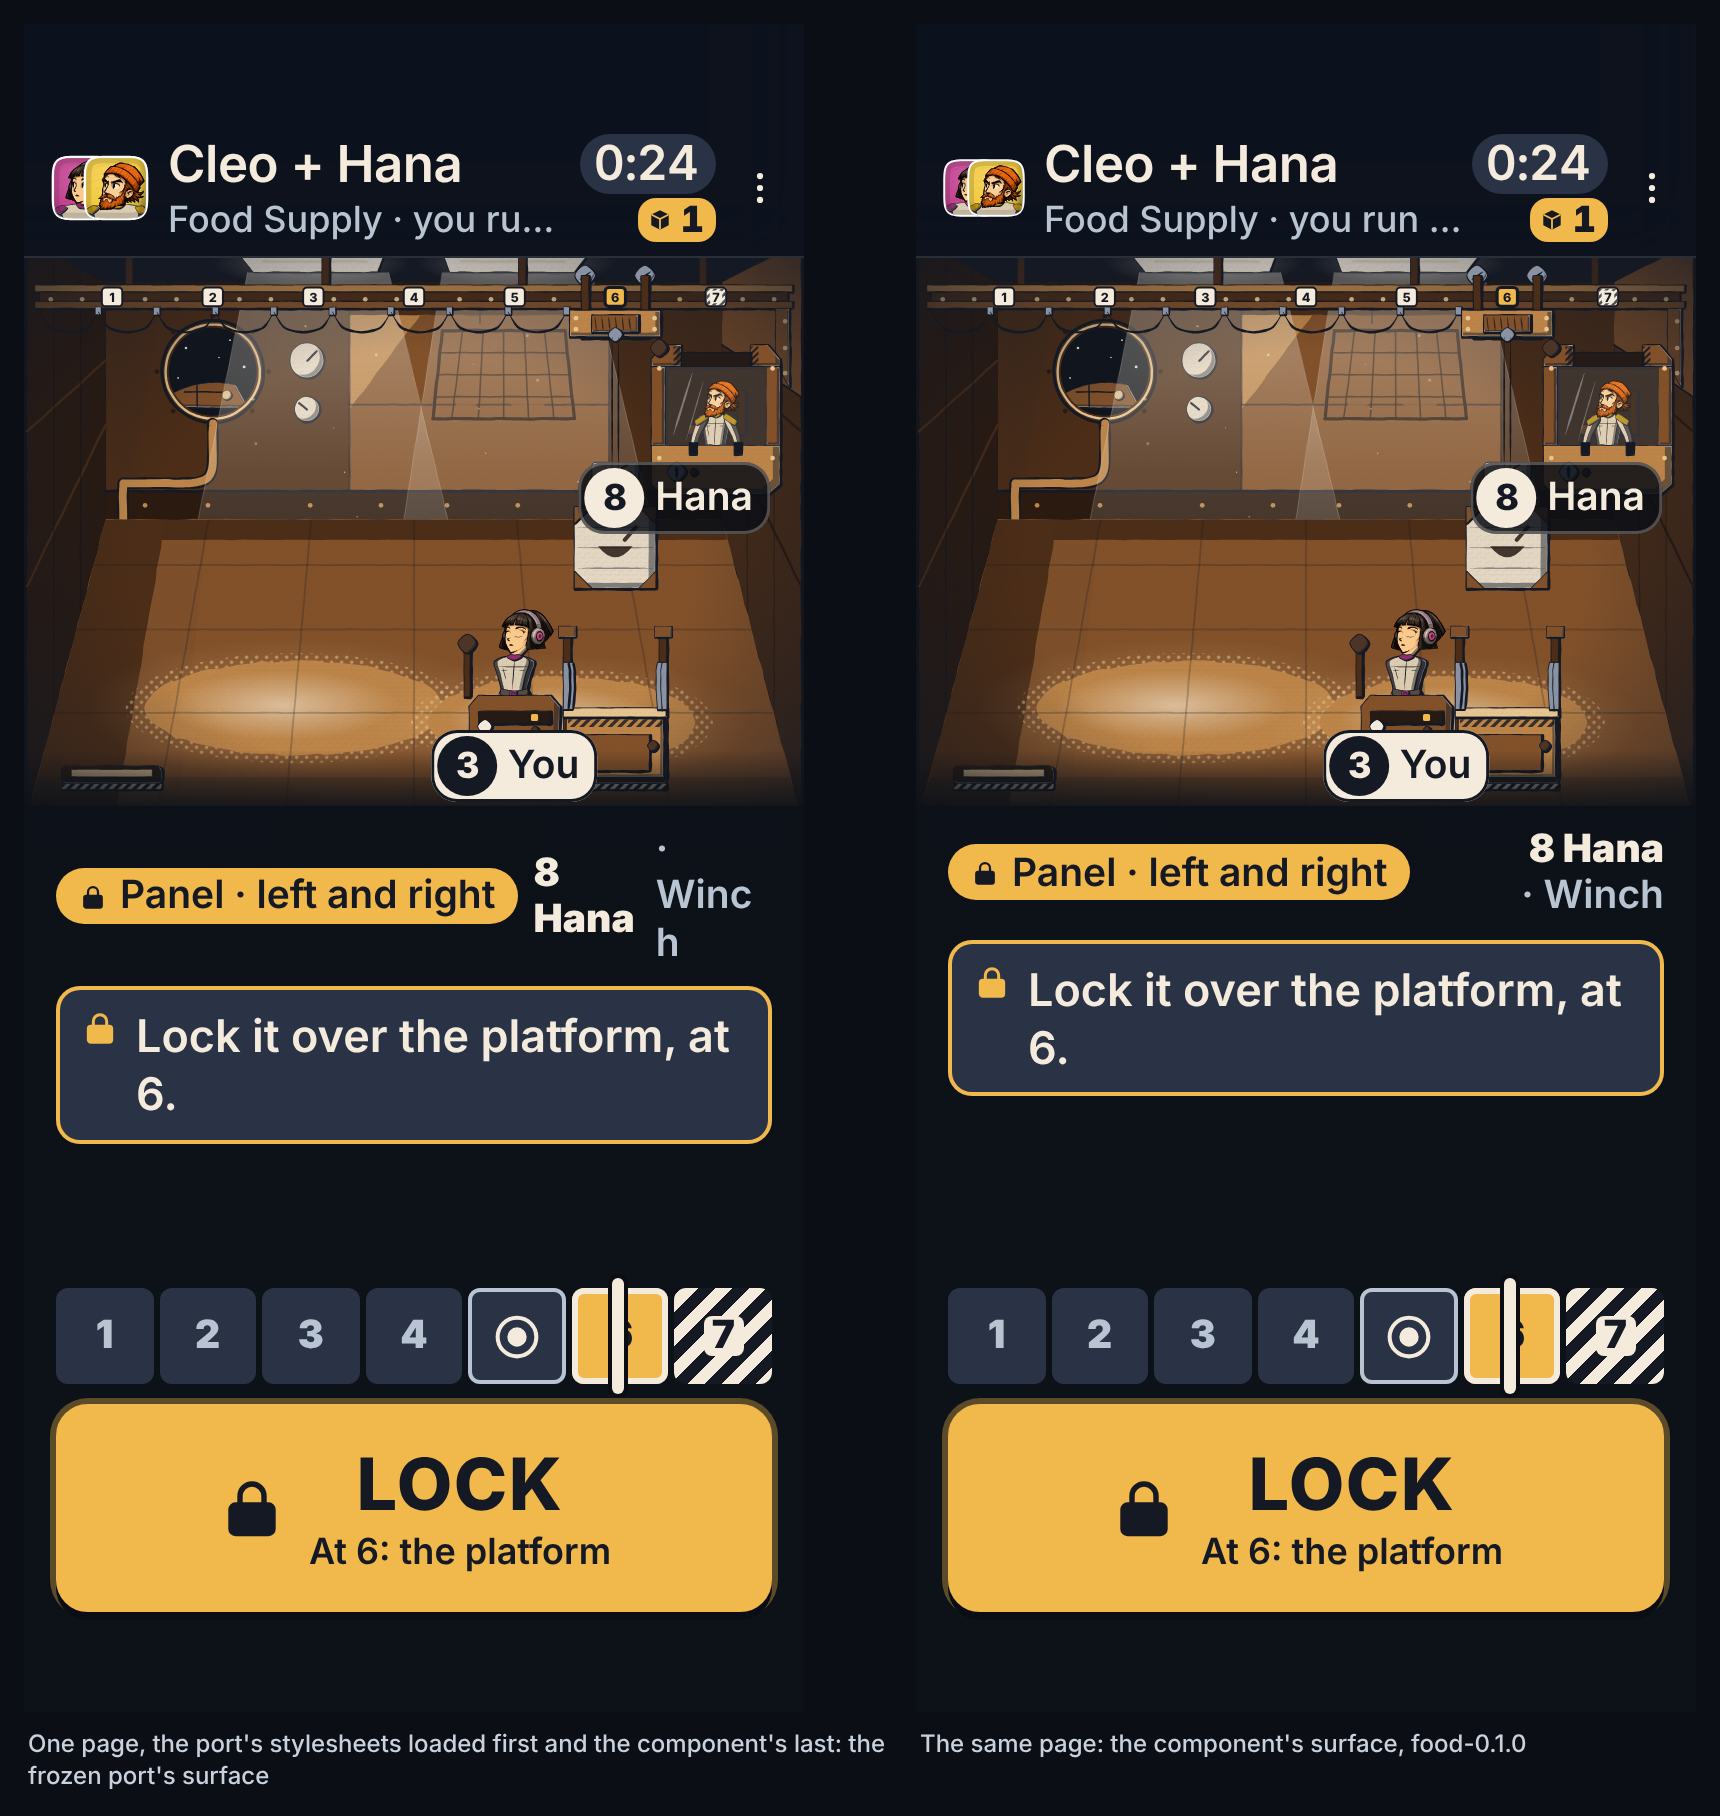 Cleo + Hana
0:24
Food Supply · you ru...
1
1 2 3 4 5 6 7
8 Hana
3 You
Panel · left and right
8
Hana
·
Winc
h
Lock it over the platform, at
6.
1 2 3 4 7
LOCK
At 6: the platform
One page, the port's stylesheets loaded first and the component's last: the
frozen port's surface
Cleo + Hana
0:24
Food Supply · you run ...
1
1 2 3 4 5 6 7
8 Hana
3 You
Panel · left and right
8 Hana
· Winch
Lock it over the platform, at
6.
1 2 3 4 7
LOCK
At 6: the platform
The same page: the component's surface, food-0.1.0